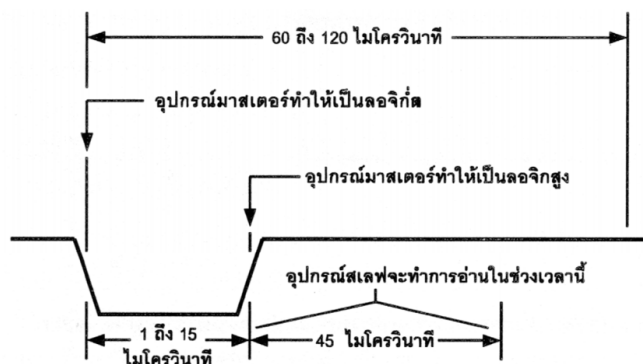 60 ถึง 120 ไมโครวินาที
อุปกรณ์มาสเตอร์ทำให้เป็นลอจิกต่ำ
อุปกรณ์มาสเตอร์ทำให้เป็นลอจิกสูง
อุปกรณ์สเลฟจะทำการอ่านในช่วงเวลานี้
1 ถึง 15
ไมโครวินาที
45 ไมโครวินาที